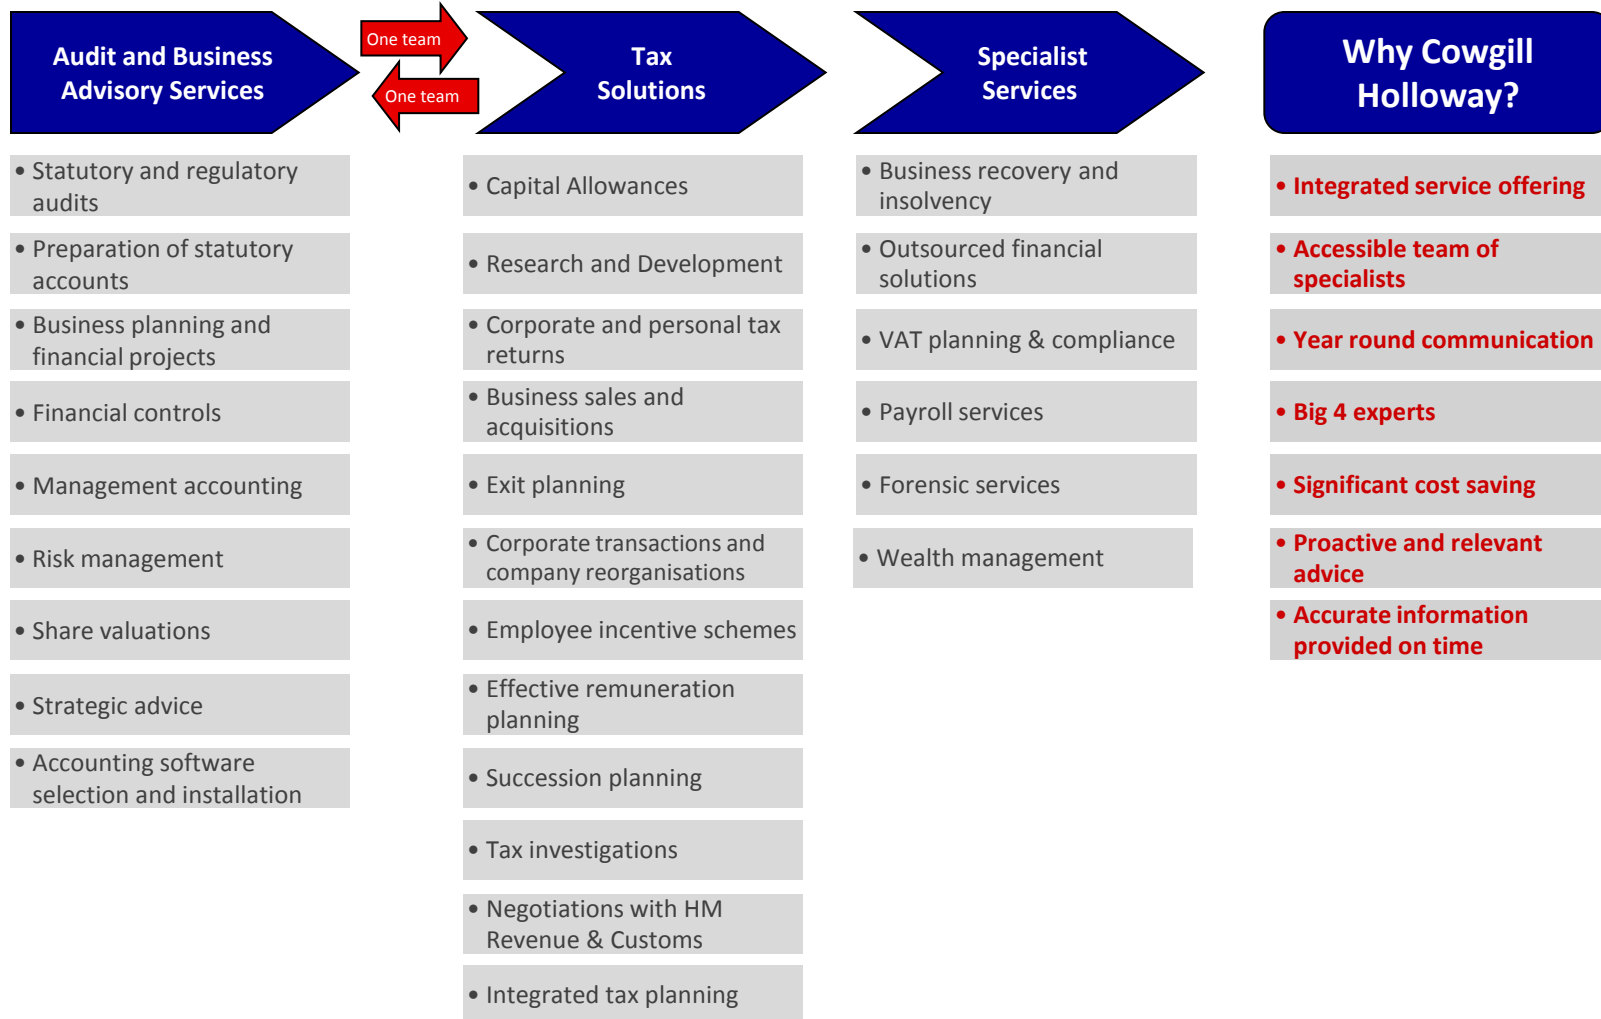 Audit and Business
Advisory Services
One team
One team
Tax
Solutions
Specialist
Services
Why Cowgill
Holloway?
• Statutory and regulatory
audits
• Preparation of statutory
accounts
• Business planning and
financial projects
• Financial controls
• Management accounting
• Risk management
• Share valuations
• Strategic advice
• Accounting software
selection and installation
• Capital Allowances
• Research and Development
• Corporate and personal tax
returns
• Business sales and
acquisitions
• Exit planning
• Corporate transactions and
company reorganisations
• Employee incentive schemes
• Effective remuneration
planning
• Succession planning
• Tax investigations
• Negotiations with HM
Revenue & Customs
• Integrated tax planning
• Business recovery and
insolvency
• Outsourced financial
solutions
• VAT planning & compliance
• Payroll services
• Forensic services
• Wealth management
• Integrated service offering
• Accessible team of
specialists
• Year round communication
• Big 4 experts
• Significant cost saving
• Proactive and relevant
advice
• Accurate information
provided on time